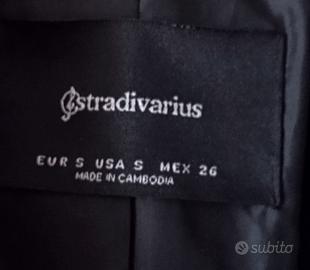 stradivarius
EUR S USA S MEX 26
MADE IN CAMBODIA
subito